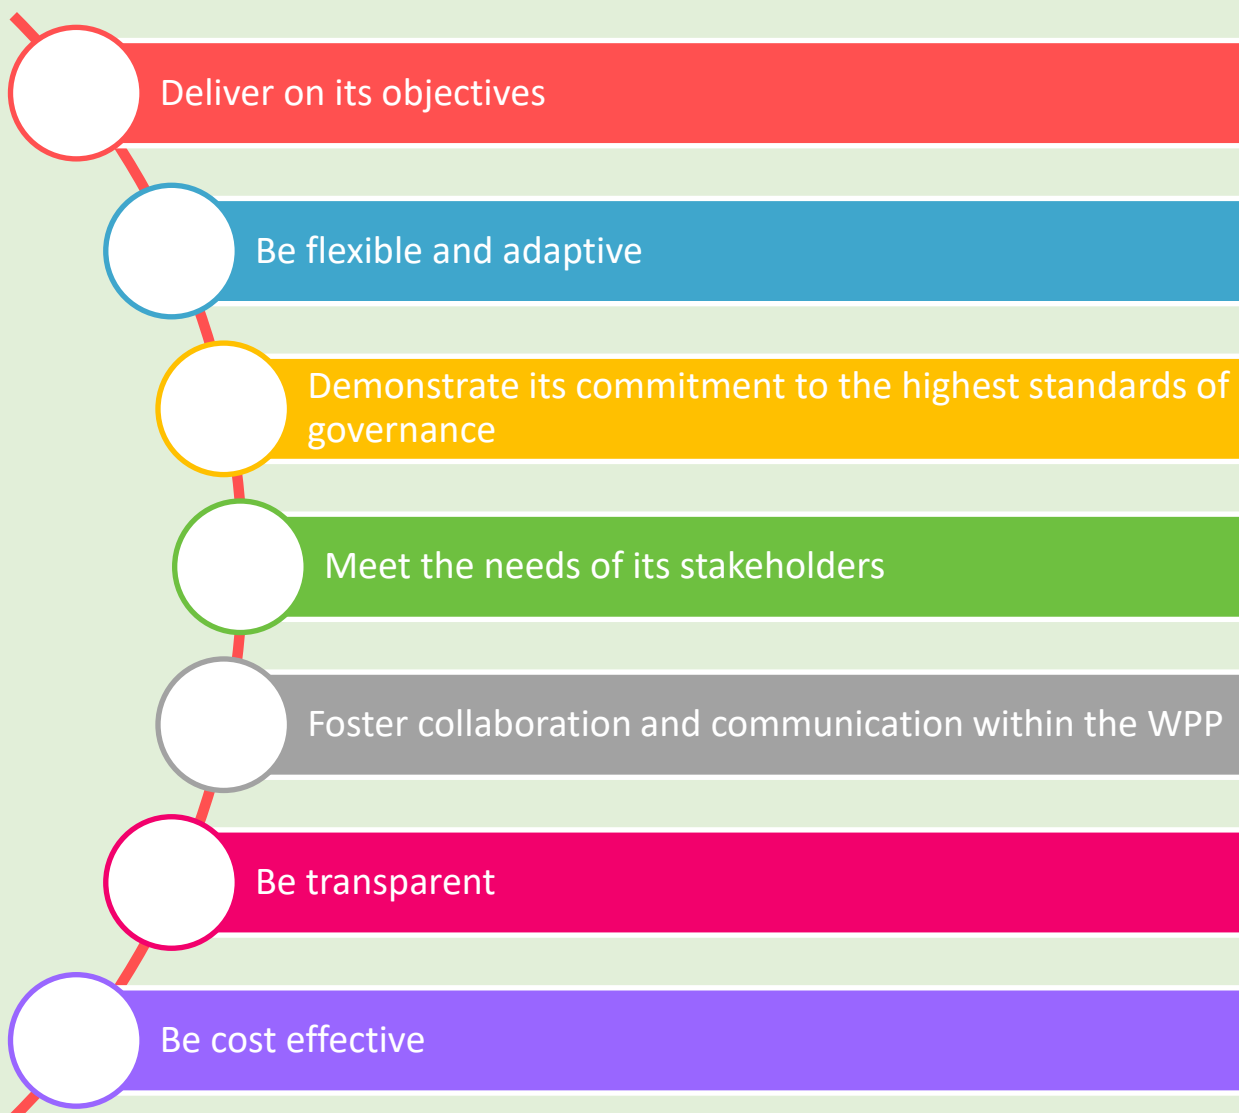 Deliver on its objectives
Be flexible and adaptive
Demonstrate its commitment to the highest standards of
governance
Meet the needs of its stakeholders
Foster collaboration and communication within the WPP
Be transparent
Be cost effective